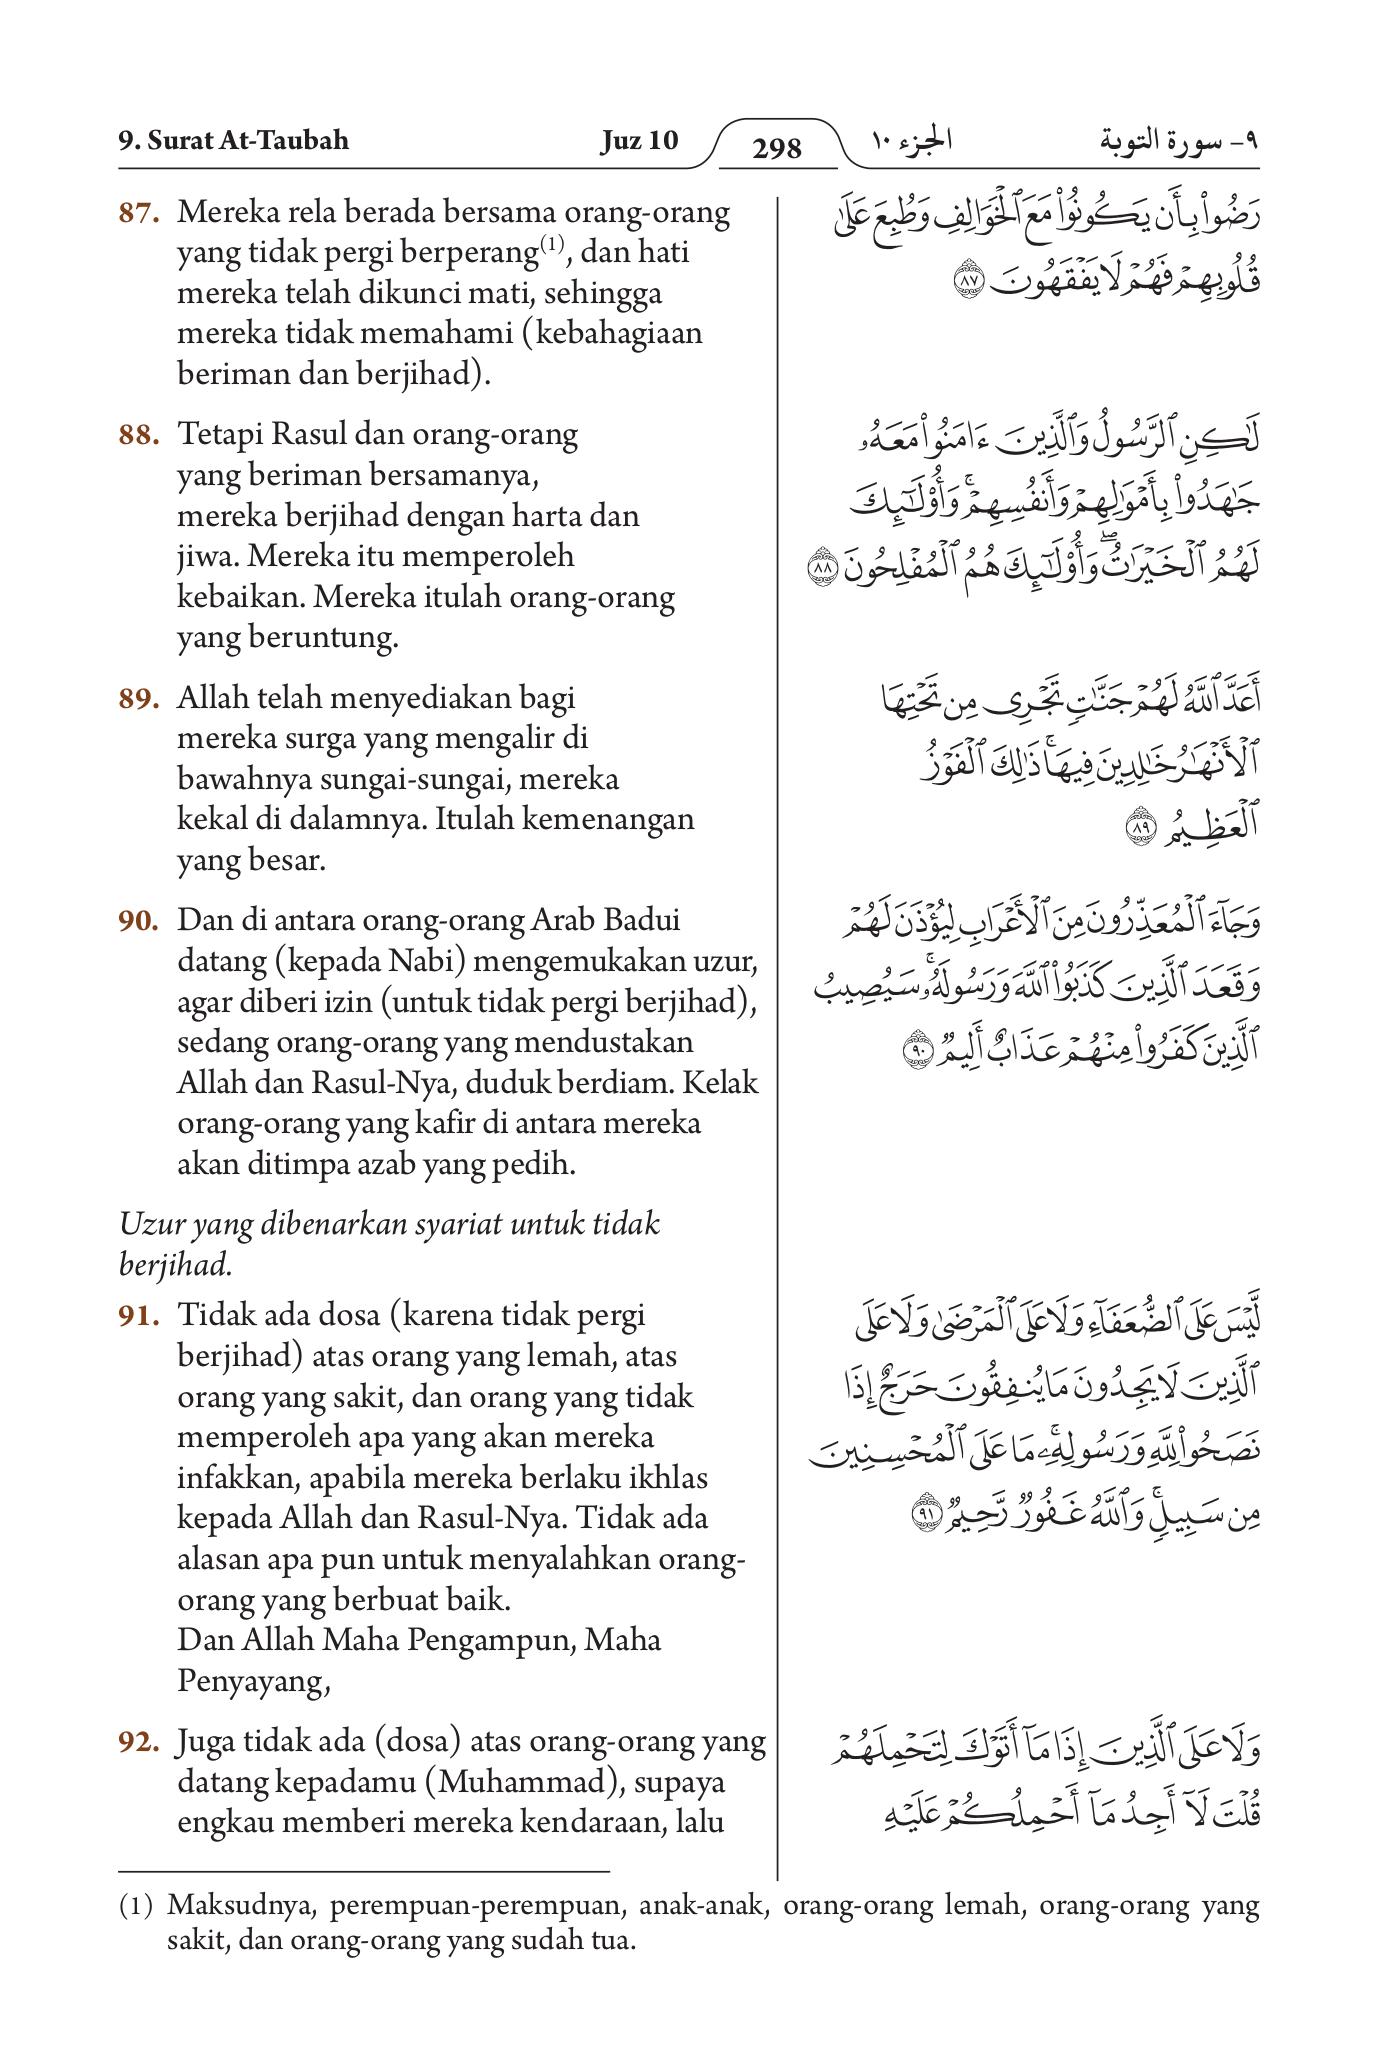 9. Surat At-Taubah Juz 10 298 الجزء ١٠ ٩- سورة التوبة
87. Mereka rela berada bersama orang-orang
yang tidak pergi berperang(1), dan hati
mereka telah dikunci mati, sehingga
mereka tidak memahami (kebahagiaan
beriman dan berjihad).
88. Tetapi Rasul dan orang-orang
yang beriman bersamanya,
mereka berjihad dengan harta dan
jiwa. Mereka itu memperoleh
kebaikan. Mereka itulah orang-orang
yang beruntung.
89. Allah telah menyediakan bagi
mereka surga yang mengalir di
bawahnya sungai-sungai, mereka
kekal di dalamnya. Itulah kemenangan
yang besar.
90. Dan di antara orang-orang Arab Badui
datang (kepada Nabi) mengemukakan uzur,
agar diberi izin (untuk tidak pergi berjihad),
sedang orang-orang yang mendustakan
Allah dan Rasul-Nya, duduk berdiam. Kelak
orang-orang yang kafir di antara mereka
akan ditimpa azab yang pedih.
Uzur yang dibenarkan syariat untuk tidak
berjihad.
91. Tidak ada dosa (karena tidak pergi
berjihad) atas orang yang lemah, atas
orang yang sakit, dan orang yang tidak
memperoleh apa yang akan mereka
infakkan, apabila mereka berlaku ikhlas
kepada Allah dan Rasul-Nya. Tidak ada
alasan apa pun untuk menyalahkan orang-
orang yang berbuat baik.
Dan Allah Maha Pengampun, Maha
Penyayang,
92. Juga tidak ada (dosa) atas orang-orang yang
datang kepadamu (Muhammad), supaya
engkau memberi mereka kendaraan, lalu
رَضُوا۟ بِأَن يَكُونُوا۟ مَعَ ٱلْخَوَالِفِ وَطُبِعَ عَلَىٰ
قُلُوبِهِمْ فَهُمْ لَا يَفْقَهُونَ ٨٧
لَـٰكِنِ ٱلرَّسُولُ وَٱلَّذِينَ ءَامَنُوا۟ مَعَهُۥ
جَـٰهَدُوا۟ بِأَمْوَٰلِهِمْ وَأَنفُسِهِمْ ۚ وَأُو۟لَـٰٓئِكَ
لَهُمُ ٱلْخَيْرَٰتُ ۖ وَأُو۟لَـٰٓئِكَ هُمُ ٱلْمُفْلِحُونَ ٨٨
أَعَدَّ ٱللَّهُ لَهُمْ جَنَّـٰتٍ تَجْرِى مِن تَحْتِهَا
ٱلْأَنْهَـٰرُ خَـٰلِدِينَ فِيهَا ۚ ذَٰلِكَ ٱلْفَوْزُ
ٱلْعَظِيمُ ٨٩
وَجَآءَ ٱلْمُعَذِّرُونَ مِنَ ٱلْأَعْرَابِ لِيُؤْذَنَ لَهُمْ
وَقَعَدَ ٱلَّذِينَ كَذَبُوا۟ ٱللَّهَ وَرَسُولَهُۥ ۚ سَيُصِيبُ
ٱلَّذِينَ كَفَرُوا۟ مِنْهُمْ عَذَابٌ أَلِيمٌ ٩٠
لَّيْسَ عَلَى ٱلضُّعَفَآءِ وَلَا عَلَى ٱلْمَرْضَىٰ وَلَا عَلَى
ٱلَّذِينَ لَا يَجِدُونَ مَا يُنفِقُونَ حَرَجٌ إِذَا
نَصَحُوا۟ لِلَّهِ وَرَسُولِهِۦ ۚ مَا عَلَى ٱلْمُحْسِنِينَ
مِن سَبِيلٍ ۚ وَٱللَّهُ غَفُورٌ رَّحِيمٌ ٩١
وَلَا عَلَى ٱلَّذِينَ إِذَا مَآ أَتَوْكَ لِتَحْمِلَهُمْ
قُلْتَ لَآ أَجِدُ مَآ أَحْمِلُكُمْ عَلَيْهِ
(1) Maksudnya, perempuan-perempuan, anak-anak, orang-orang lemah, orang-orang yang
sakit, dan orang-orang yang sudah tua.